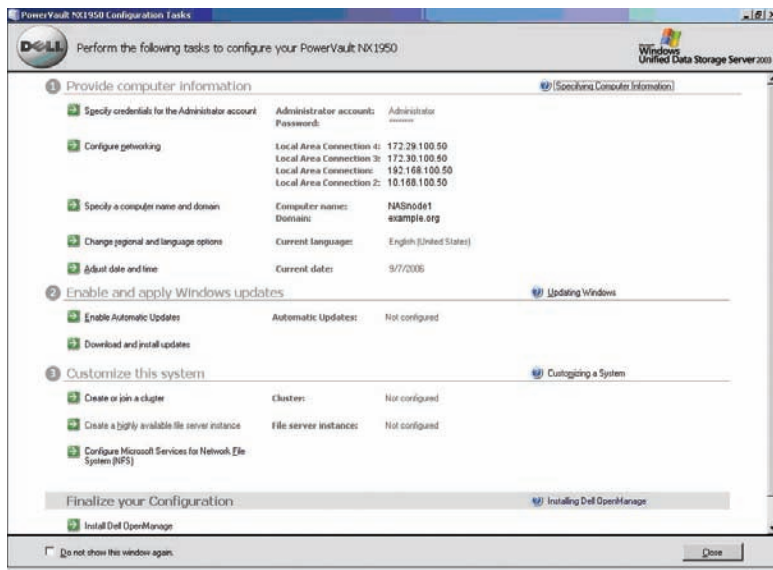 PowerVault NX1950 Configuration Tasks
DELL
Perform the following tasks to configure your PowerVault NX1950
Windows
Unified Data Storage Server 2003
1 Provide computer information
Specifying Computer Information
Specify credentials for the Administrator account
Administrator account: Administrator
Password: ********
Configure networking
Local Area Connection 4: 172.29.100.50
Local Area Connection 3: 172.30.100.50
Local Area Connection: 192.168.100.50
Local Area Connection 2: 10.168.100.50
Specify a computer name and domain
Computer name: NASnode1
Domain: example.org
Change regional and language options
Current language: English (United States)
Adjust date and time
Current date: 9/7/2006
2 Enable and apply Windows updates
Updating Windows
Enable Automatic Updates
Automatic Updates: Not configured
Download and install updates
3 Customize this system
Customizing a System
Create or join a cluster
Cluster: Not configured
Create a highly available file server instance
File server instance: Not configured
Configure Microsoft Services for Network File
System (NFS)
Finalize your Configuration
Installing Dell OpenManage
Install Dell OpenManage
Do not show this window again.
Close